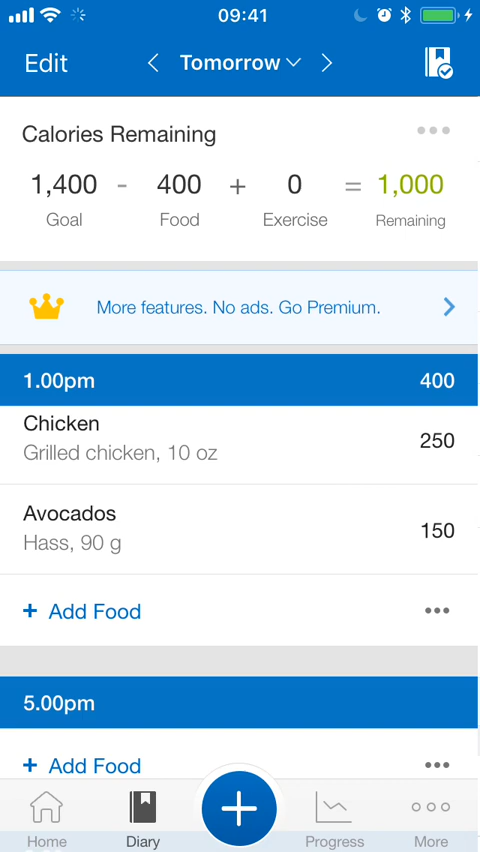 09:41
Edit
Tomorrow
Calories Remaining
1,400 - 400 + 0 = 1,000
Goal Food Exercise Remaining
More features. No ads. Go Premium.
1.00pm 400
Chicken
Grilled chicken, 10 oz
250
Avocados
Hass, 90 g
150
+ Add Food
5.00pm
+ Add Food
Home Diary Progress More